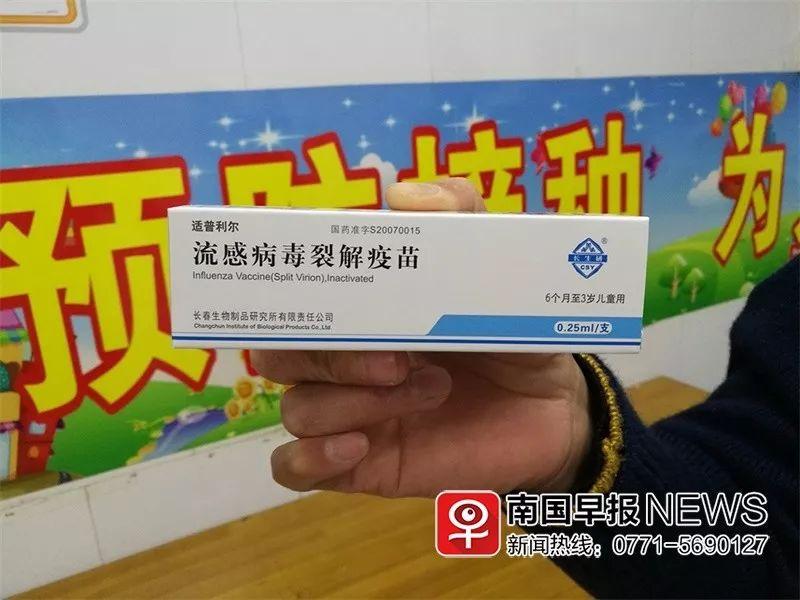 预防接种 为
适普利尔
国药准字S20070015
流感病毒裂解疫苗
Influenza Vaccine(Split Virion),Inactivated
长生研
CSY
®
6个月至3岁儿童用
长春生物制品研究所有限责任公司
Changchun Institute of Biological Products Co.,Ltd
0.25ml/支
南国早报NEWS
新闻热线：0771-5690127